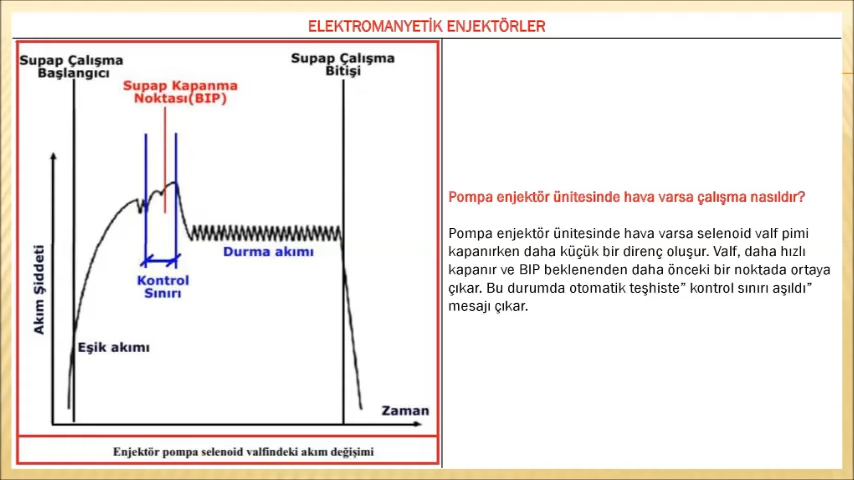 ELEKTROMANYETİK ENJEKTÖRLER
Supap Çalışma
Başlangıcı
Supap Çalışma
Bitişi
Supap Kapanma
Noktası(BIP)
Akım Şiddeti
Durma akımı
Kontrol
Sınırı
Eşik akımı
Zaman
Enjektör pompa selenoid valfindeki akım değişimi
Pompa enjektör ünitesinde hava varsa çalışma nasıldır?
Pompa enjektör ünitesinde hava varsa selenoid valf pimi
kapanırken daha küçük bir direnç oluşur. Valf, daha hızlı
kapanır ve BIP beklenenden daha önceki bir noktada ortaya
çıkar. Bu durumda otomatik teşhiste” kontrol sınırı aşıldı”
mesajı çıkar.